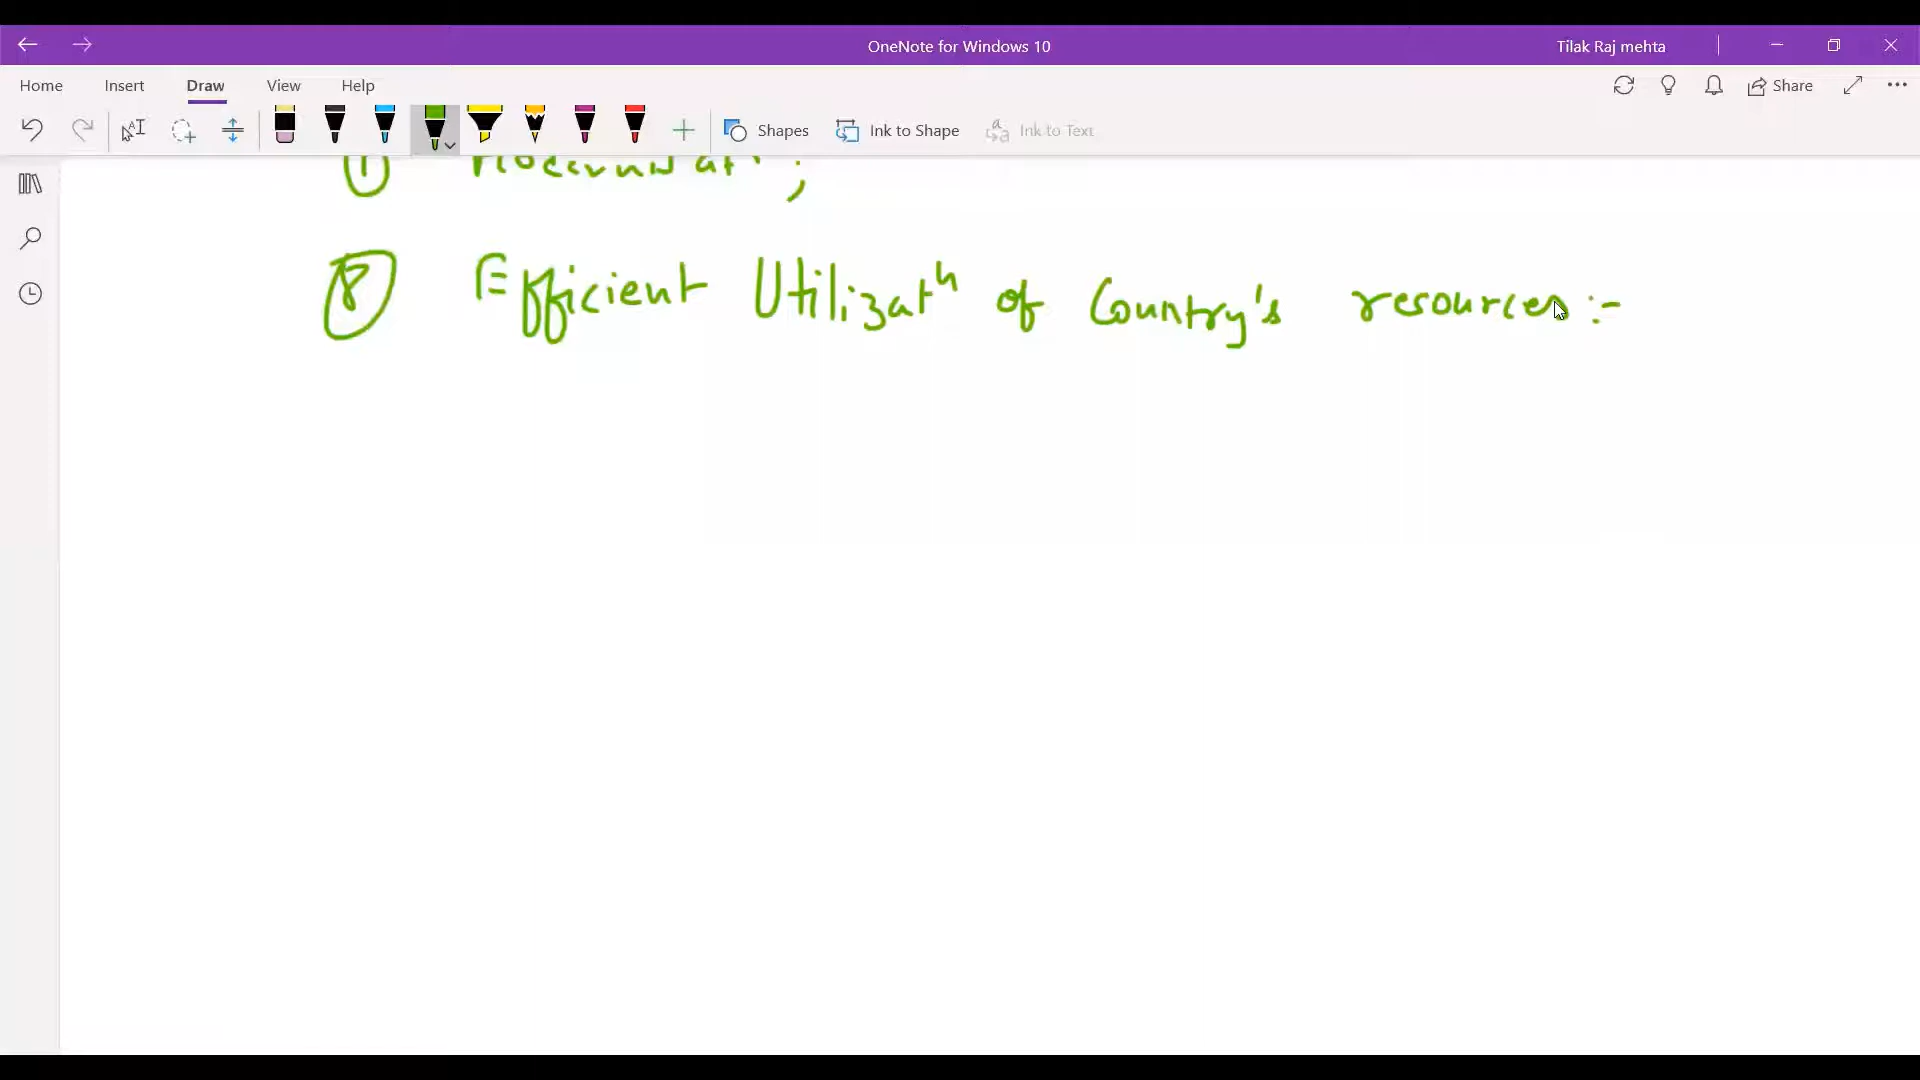 OneNote for Windows 10
Tilak Raj mehta
Home Insert Draw View Help
Share
Shapes Ink to Shape Ink to Text
⑧ Efficient Utilizatⁿ of Country's resources :-